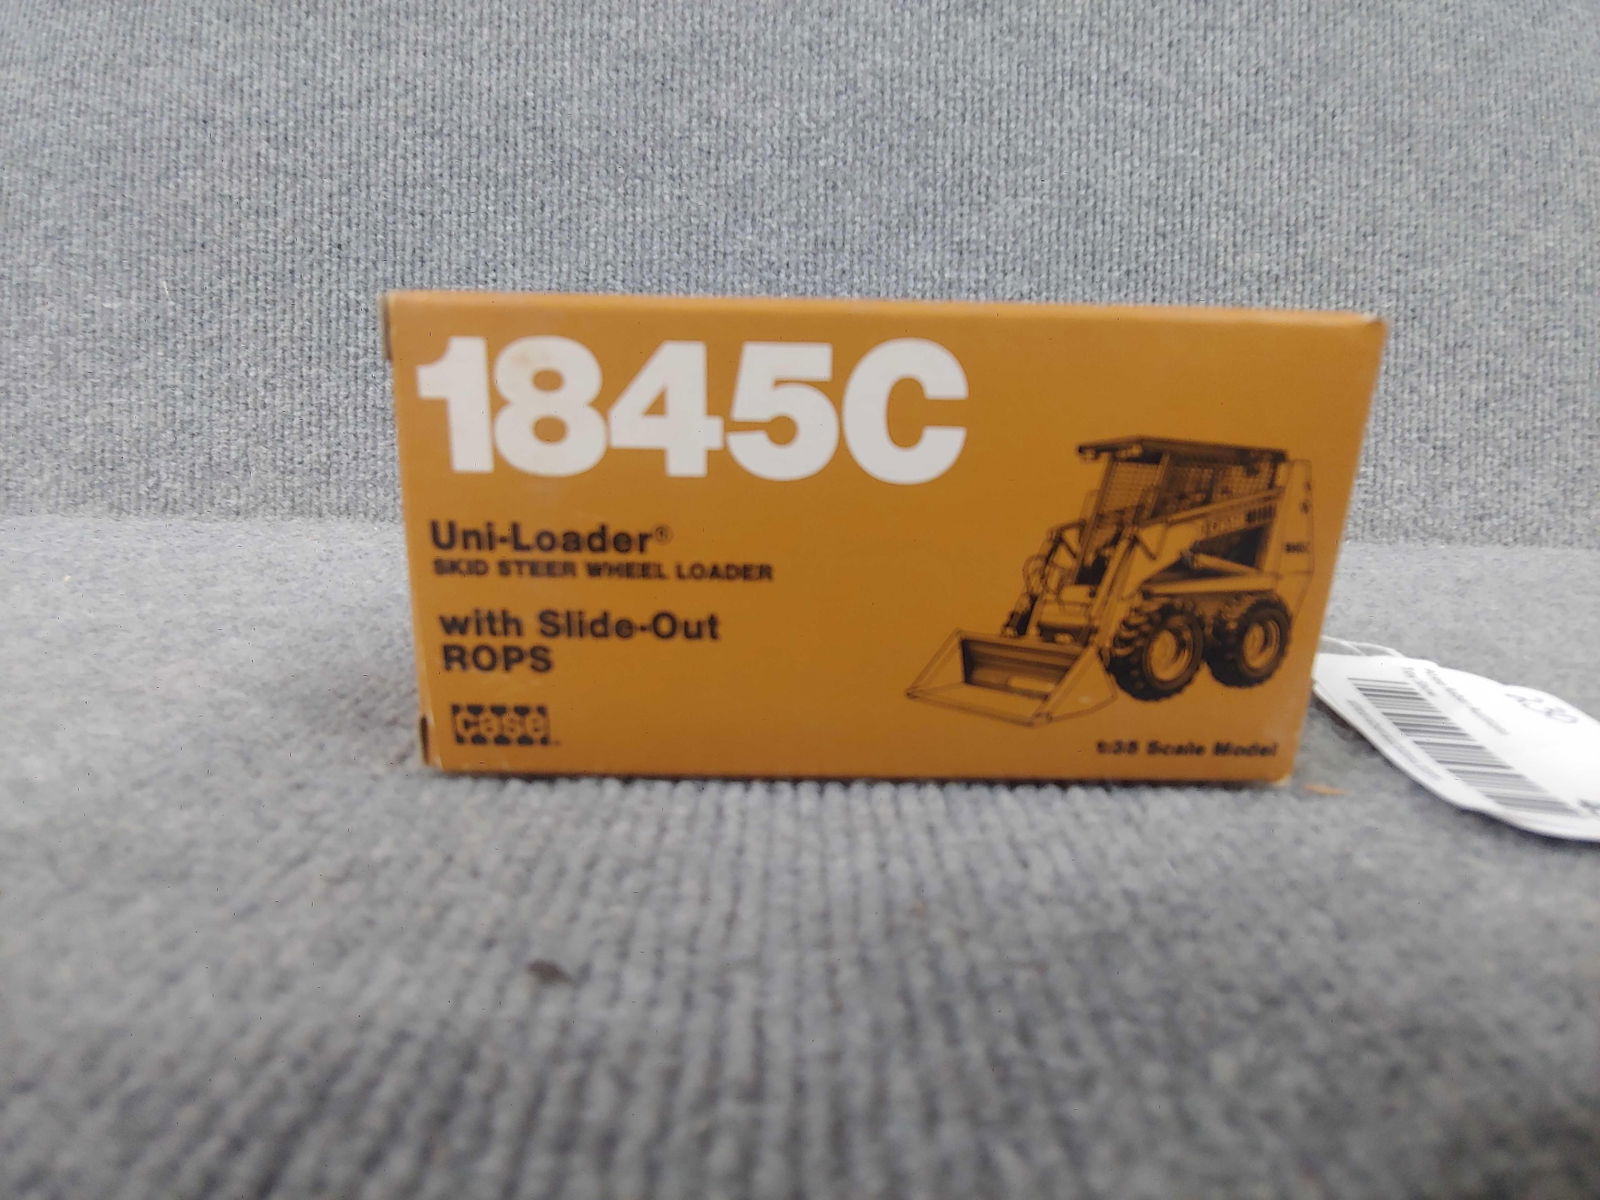 1845C
Uni-Loader®
SKID STEER WHEEL LOADER
with Slide-Out
ROPS
case
1:35 Scale Model